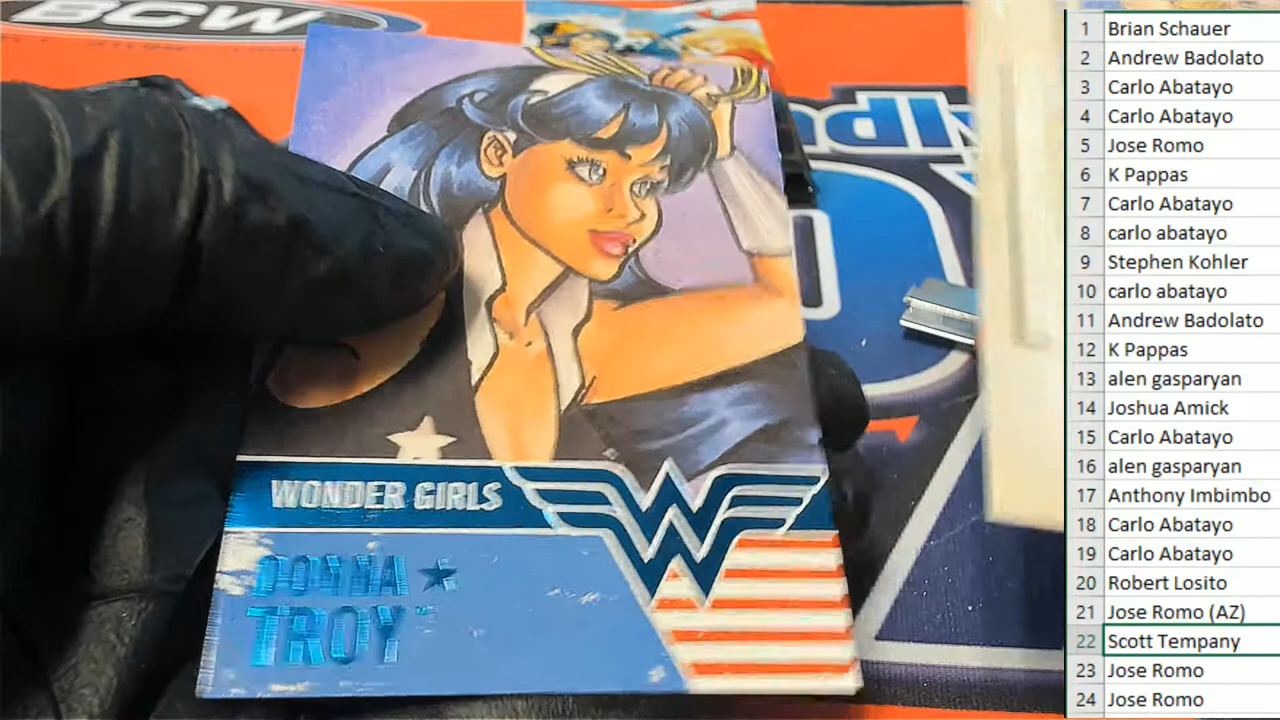 BCW
WONDER GIRLS
DONNA
TROY
1 Brian Schauer
2 Andrew Badolato
3 Carlo Abatayo
4 Carlo Abatayo
5 Jose Romo
6 K Pappas
7 Carlo Abatayo
8 carlo abatayo
9 Stephen Kohler
10 carlo abatayo
11 Andrew Badolato
12 K Pappas
13 alen gasparyan
14 Joshua Amick
15 Carlo Abatayo
16 alen gasparyan
17 Anthony Imbimbo
18 Carlo Abatayo
19 Carlo Abatayo
20 Robert Losito
21 Jose Romo (AZ)
22 Scott Tempany
23 Jose Romo
24 Jose Romo